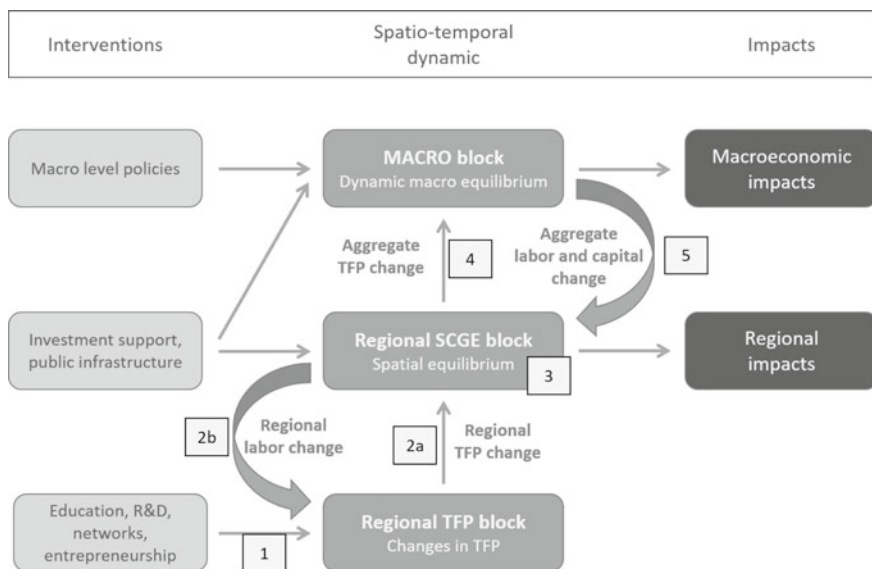 Interventions
Spatio-temporal
dynamic
Impacts
Macro level policies
MACRO block
Dynamic macro equilibrium
Macroeconomic
impacts
Aggregate
TFP change
4
Aggregate
labor and capital
change
5
Investment support,
public infrastructure
Regional SCGE block
Spatial equilibrium
3
Regional
impacts
2b
Regional
labor change
2a
Regional
TFP change
Education, R&D,
networks,
entrepreneurship
1
Regional TFP block
Changes in TFP